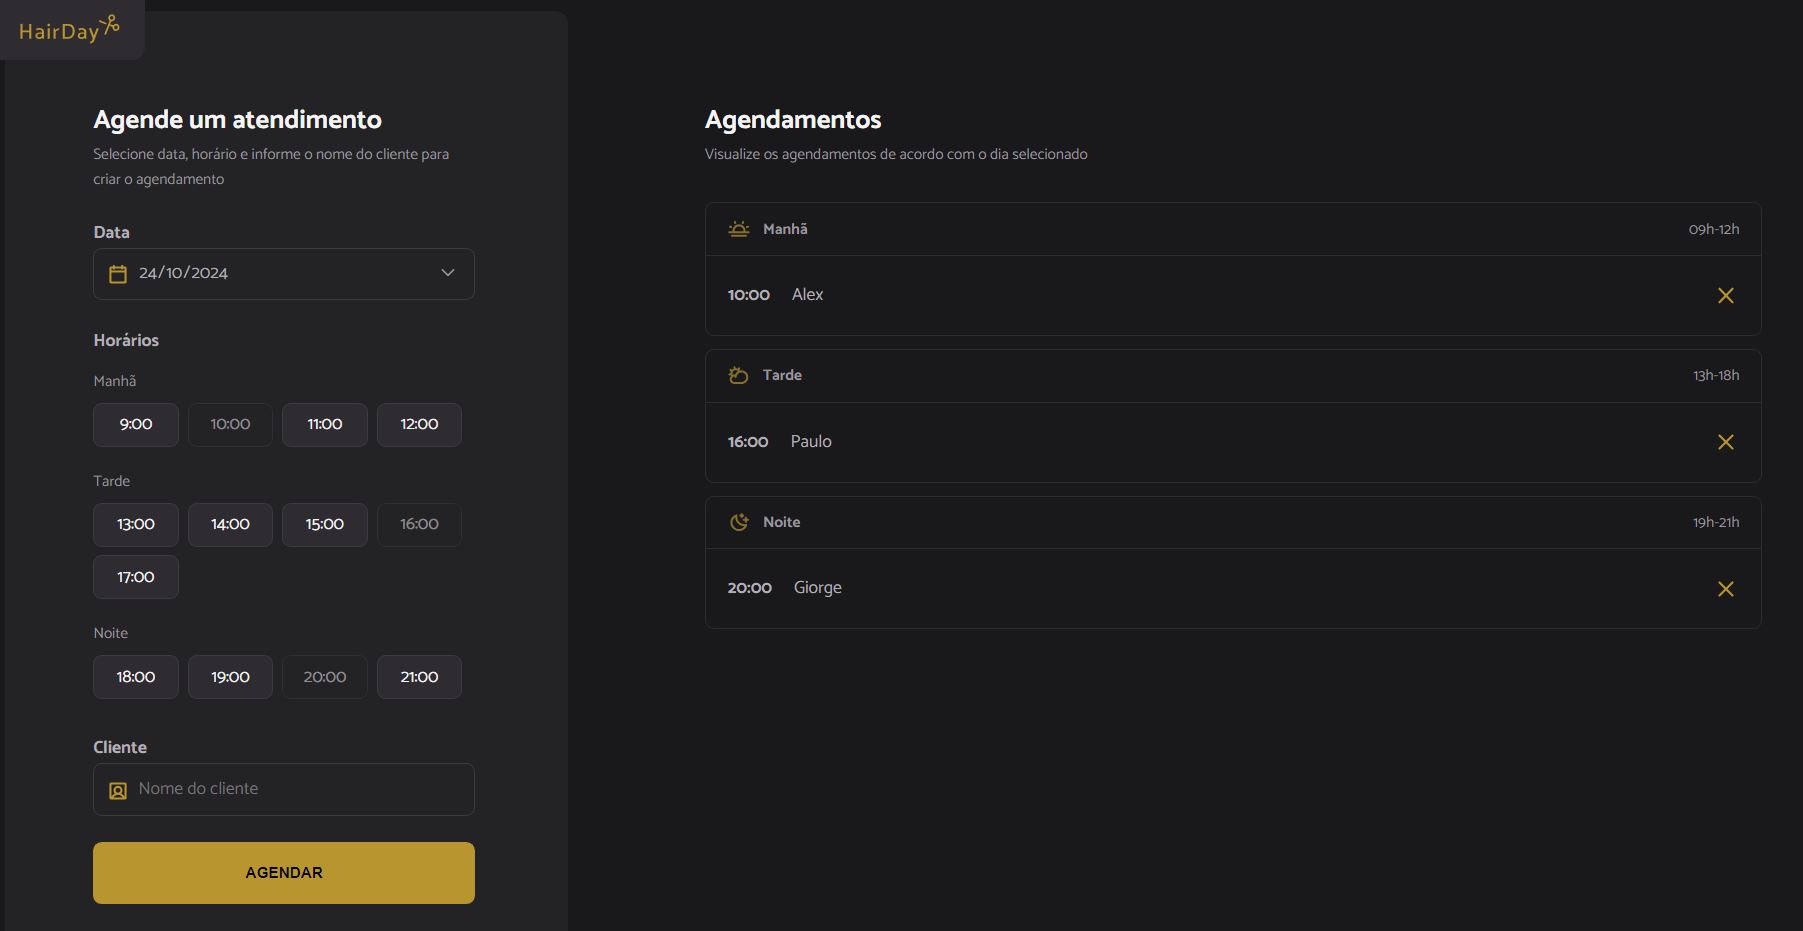 HairDay
Agende um atendimento
Selecione data, horário e informe o nome do cliente para
criar o agendamento
Data
24/10/2024
Horários
Manhã
9:00 10:00 11:00 12:00
Tarde
13:00 14:00 15:00 16:00
17:00
Noite
18:00 19:00 20:00 21:00
Cliente
Nome do cliente
AGENDAR
Agendamentos
Visualize os agendamentos de acordo com o dia selecionado
Manhã 09h-12h
10:00 Alex
Tarde 13h-18h
16:00 Paulo
Noite 19h-21h
20:00 Giorge